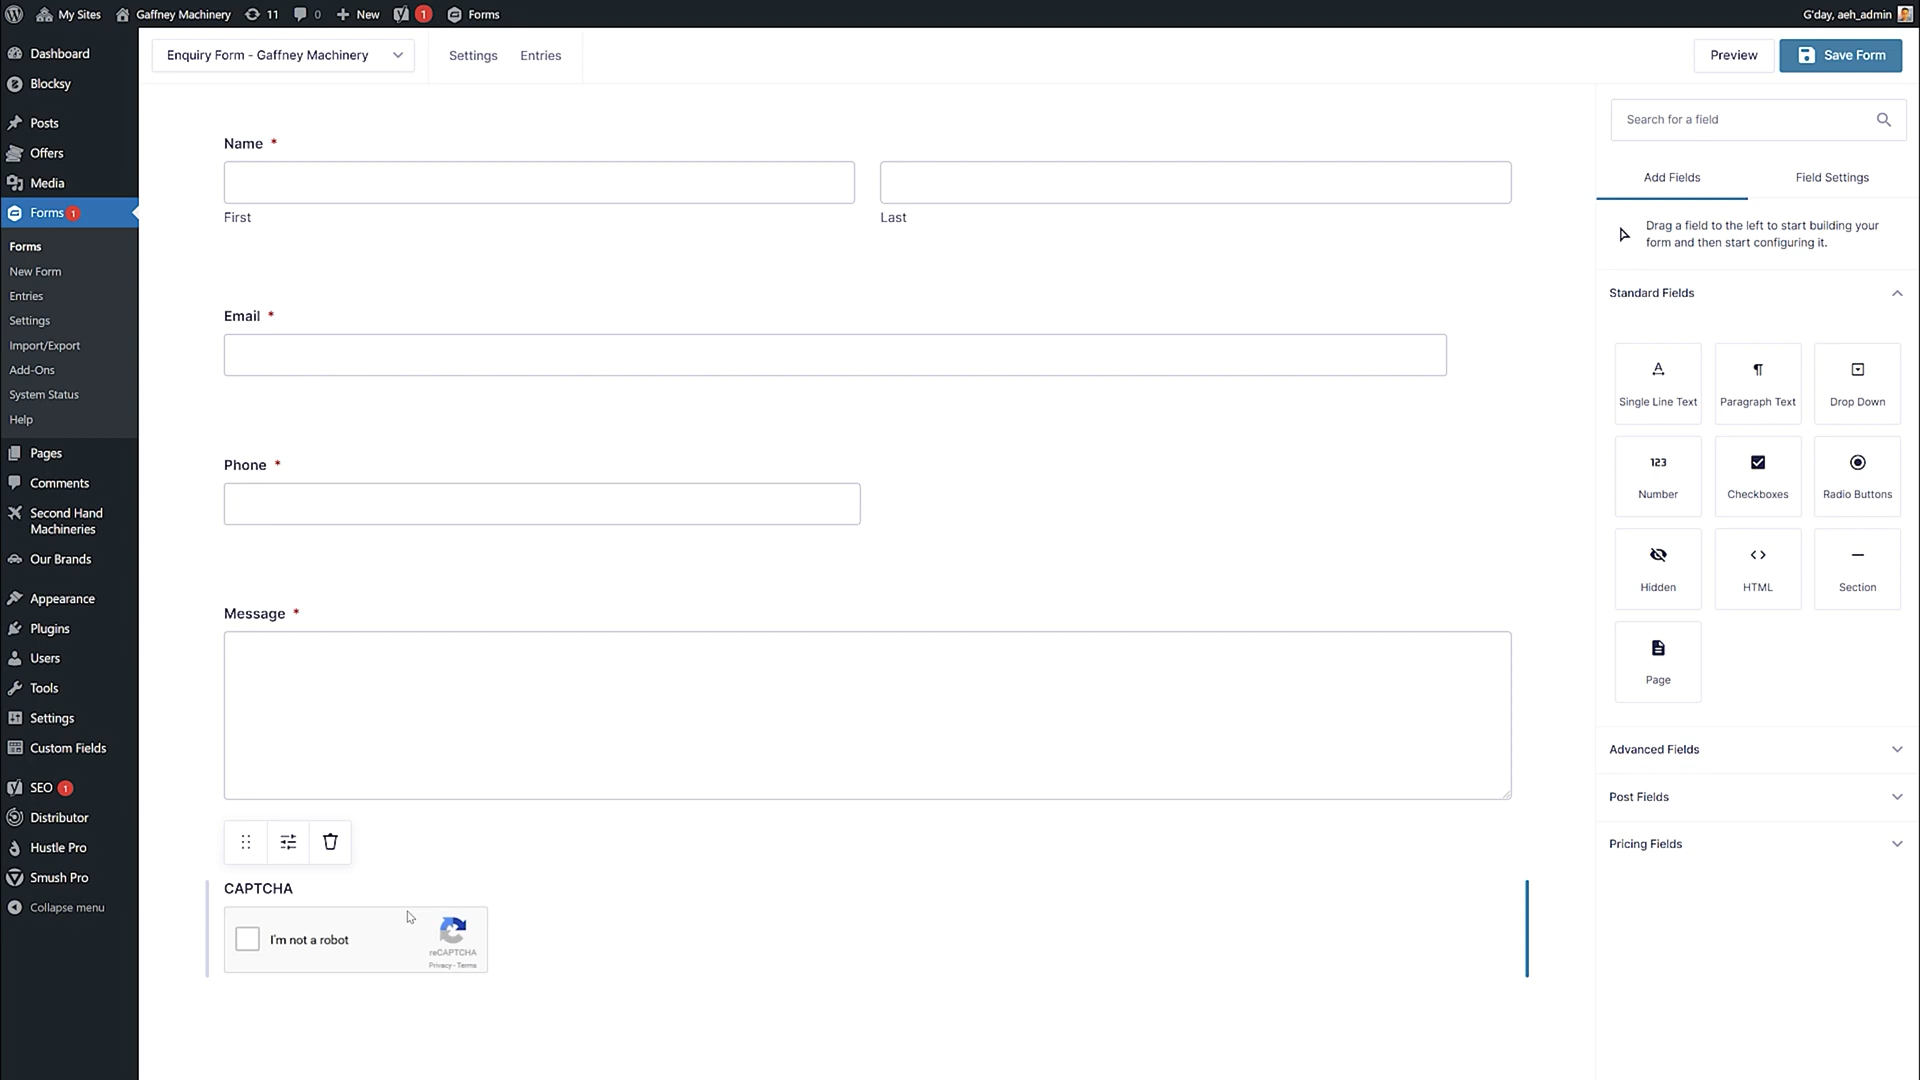 My Sites
Gaffney Machinery
11
0
New
1
Forms
G'day, aeh_admin
Dashboard
Blocksy
Posts
Offers
Media
Forms 1
Forms
New Form
Entries
Settings
Import/Export
Add-Ons
System Status
Help
Pages
Comments
Second Hand
Machineries
Our Brands
Appearance
Plugins
Users
Tools
Settings
Custom Fields
SEO 1
Distributor
Hustle Pro
Smush Pro
Collapse menu
Enquiry Form - Gaffney Machinery
Settings
Entries
Preview
Save Form
Name *
First
Last
Email *
Phone *
Message *
CAPTCHA
I'm not a robot
reCAPTCHA
Privacy - Terms
Search for a field
Add Fields
Field Settings
Drag a field to the left to start building your
form and then start configuring it.
Standard Fields
Single Line Text
Paragraph Text
Drop Down
123
Number
Checkboxes
Radio Buttons
Hidden
HTML
Section
Page
Advanced Fields
Post Fields
Pricing Fields